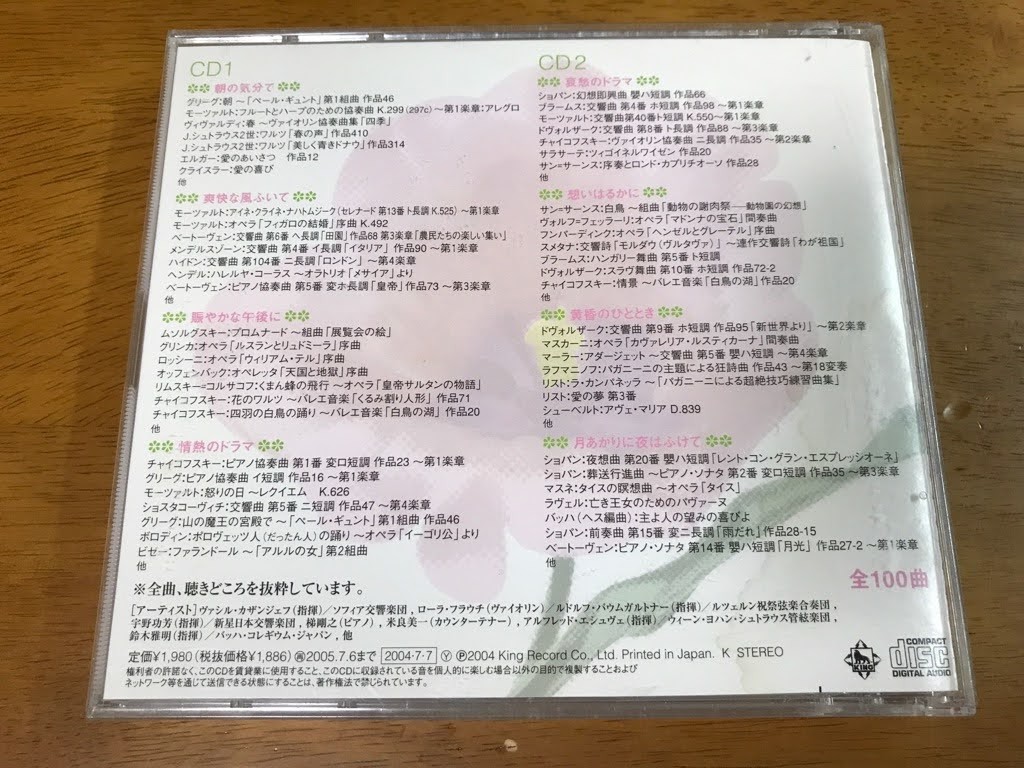 CD1
朝の気分で
グリーグ:朝 ～「ペール・ギュント」第1組曲 作品46
モーツァルト:フルートとハープのための協奏曲 K.299 (297c) ～第1楽章:アレグロ
ヴィヴァルディ:春 ～ヴァイオリン協奏曲集「四季」
J.シュトラウス2世:ワルツ「春の声」作品410
J.シュトラウス2世:ワルツ「美しく青きドナウ」作品314
エルガー:愛のあいさつ 作品12
クライスラー:愛の喜び
他
爽快な風ふいて
モーツァルト:アイネ・クライネ・ナハトムジーク(セレナード 第13番 ト長調 K.525) ～第1楽章
モーツァルト:オペラ「フィガロの結婚」序曲 K.492
ベートーヴェン:交響曲 第6番 ヘ長調「田園」作品68 第3楽章「農民たちの楽しい集い」
メンデルスゾーン:交響曲 第4番 イ長調「イタリア」作品90 ～第1楽章
ハイドン:交響曲 第104番 ニ長調「ロンドン」 ～第4楽章
ヘンデル:ハレルヤ・コーラス ～オラトリオ「メサイア」より
ベートーヴェン:ピアノ協奏曲 第5番 変ホ長調「皇帝」作品73 ～第3楽章
他
賑やかな午後に
ムソルグスキー:プロムナード ～組曲「展覧会の絵」
グリンカ:オペラ「ルスランとリュドミーラ」序曲
ロッシーニ:オペラ「ウィリアム・テル」序曲
オッフェンバック:オペレッタ「天国と地獄」序曲
リムスキー=コルサコフ:くまん蜂の飛行 ～オペラ「皇帝サルタンの物語」
チャイコフスキー:花のワルツ ～バレエ音楽「くるみ割り人形」作品71
チャイコフスキー:四羽の白鳥の踊り ～バレエ音楽「白鳥の湖」作品20
他
情熱のドラマ
チャイコフスキー:ピアノ協奏曲 第1番 変ロ短調 作品23 ～第1楽章
グリーグ:ピアノ協奏曲 イ短調 作品16 ～第1楽章
モーツァルト:怒りの日 ～レクイエム K.626
ショスタコーヴィチ:交響曲 第5番 ニ短調 作品47 ～第4楽章
グリーグ:山の魔王の宮殿で ～「ペール・ギュント」第1組曲 作品46
ボロディン:ポロヴェッツ人(だったん人)の踊り ～オペラ「イーゴリ公」より
ビゼー:ファランドール ～「アルルの女」第2組曲
他
CD2
哀愁のドラマ
ショパン:幻想即興曲 嬰ハ短調 作品66
ブラームス:交響曲 第4番 ホ短調 作品98 ～第1楽章
モーツァルト:交響曲 第40番 ト短調 K.550 ～第1楽章
ドヴォルザーク:交響曲 第8番 ト長調 作品88 ～第3楽章
チャイコフスキー:ヴァイオリン協奏曲 ニ長調 作品35 ～第2楽章
サラサーテ:ツィゴイネルワイゼン 作品20
サン=サーンス:序奏とロンド・カプリチオーソ 作品28
他
想いはるかに
サン=サーンス:白鳥 ～組曲「動物の謝肉祭—動物園の幻想」
ヴォルフ=フェッラーリ:オペラ「マドンナの宝石」間奏曲
フンパーディンク:オペラ「ヘンゼルとグレーテル」序曲
スメタナ:交響詩「モルダウ(ヴルタヴァ)」 ～連作交響詩「わが祖国」
ブラームス:ハンガリー舞曲 第5番 ト短調
ドヴォルザーク:スラヴ舞曲 第10番 ホ短調 作品72-2
チャイコフスキー:情景 ～バレエ音楽「白鳥の湖」作品20
他
黄昏のひととき
ドヴォルザーク:交響曲 第9番 ホ短調 作品95「新世界より」 ～第2楽章
マスカーニ:オペラ「カヴァレリア・ルスティカーナ」間奏曲
マーラー:アダージェット ～交響曲 第5番 嬰ハ短調 ～第4楽章
ラフマニノフ:パガニーニの主題による狂詩曲 作品43 ～第18変奏
リスト:ラ・カンパネッラ ～「パガニーニによる超絶技巧練習曲集」
リスト:愛の夢 第3番
シューベルト:アヴェ・マリア D.839
他
月あかりに夜はふけて
ショパン:夜想曲 第20番 嬰ハ短調「レント・コン・グラン・エスプレッシオーネ」
ショパン:葬送行進曲 ～ピアノ・ソナタ 第2番 変ロ短調 作品35 ～第3楽章
マスネ:タイスの瞑想曲 ～オペラ「タイス」
ラヴェル:亡き王女のためのパヴァーヌ
バッハ(ヘス編曲):主よ人の望みの喜びよ
ショパン:前奏曲 第15番 変ニ長調「雨だれ」作品28-15
ベートーヴェン:ピアノ・ソナタ 第14番 嬰ハ短調「月光」作品27-2 ～第1楽章
他
全100曲
※全曲、聴きどころを抜粋しています。
[アーティスト] ヴァシル・カザンジェフ(指揮)/ソフィア交響楽団、ローラ・フラウチ(ヴァイオリン)/ルドルフ・バウムガルトナー(指揮)/ルツェルン祝祭弦楽合奏団、
宇野功芳(指揮)/新星日本交響楽団、梯剛之(ピアノ)、米良美一(カウンターテナー)、アルフレッド・エシュヴェ(指揮)/ウィーン・ヨハン・シュトラウス管絃楽団、
鈴木雅明(指揮)/バッハ・コレギウム・ジャパン、他
定価¥1,980(税抜価格¥1,886) 再2005.7.6まで 2004・7・7 Ⓨ Ⓟ2004 King Record Co., Ltd. Printed in Japan. K STEREO
権利者の許諾なく、このCDを賃貸業に使用すること、このCDに収録されている音を個人的に楽しむ場合以外の目的で複製すること及び
ネットワーク等を通じて送信できる状態にすることは、著作権法で禁じられています。
KING
COMPACT
disc
DIGITAL AUDIO